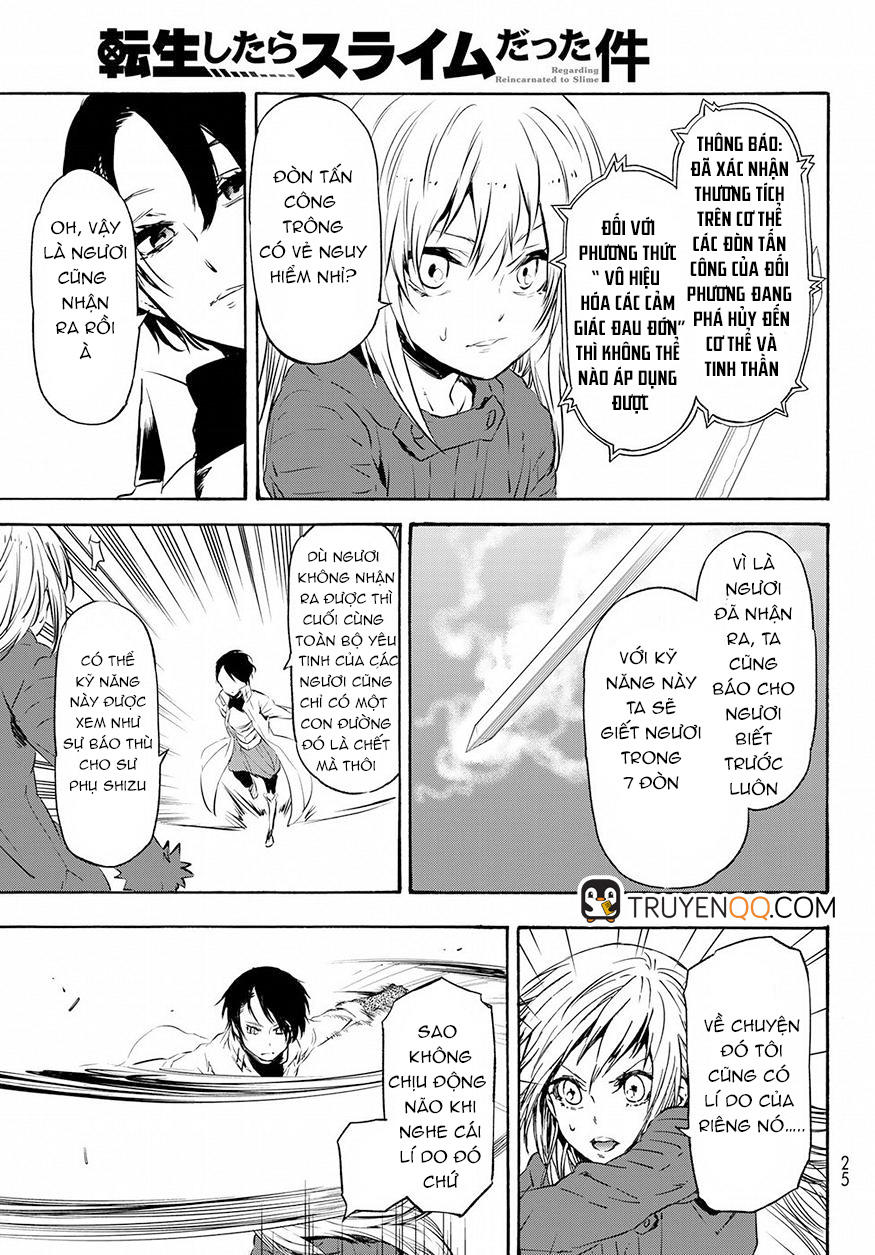 転生したらスライムだった件
Regarding
Reincarnated to Slime
THÔNG BÁO:
ĐÃ XÁC NHẬN
THƯƠNG TÍCH
TRÊN CƠ THỂ
CÁC ĐÒN TẤN
CÔNG CỦA ĐỐI
PHƯƠNG ĐANG
PHÁ HỦY ĐẾN
CƠ THỂ VÀ
TINH THẦN
ĐỐI VỚI
PHƯƠNG THỨC
“ VÔ HIỆU
HÓA CÁC CẢM
GIÁC ĐAU ĐỚN”
THÌ KHÔNG THỂ
NÀO ÁP DỤNG
ĐƯỢC
ĐÒN TẤN
CÔNG
TRÔNG
CÓ VẺ NGUY
HIỂM NHỈ?
OH, VẬY
LÀ NGƯƠI
CŨNG
NHẬN
RA RỒI
À
VÌ LÀ
NGƯƠI
ĐÃ NHẬN
RA, TA
CŨNG
BÁO CHO
NGƯƠI
BIẾT
TRƯỚC
LUÔN
VỚI KỸ
NĂNG NÀY
TA SẼ
GIẾT NGƯƠI
TRONG
7 ĐÒN
DÙ NGƯƠI
KHÔNG NHẬN
RA ĐƯỢC THÌ
CUỐI CÙNG
TOÀN BỘ YÊU
TINH CỦA CÁC
NGƯƠI CŨNG
CHỈ CÓ MỘT
CON ĐƯỜNG
ĐÓ LÀ CHẾT
MÀ THÔI
CÓ THỂ
KỸ NĂNG
NÀY ĐƯỢC
XEM NHƯ
SỰ BÁO THÙ
CHO SƯ
PHỤ SHIZU
TRUYENQQ.COM
VỀ CHUYỆN
ĐÓ TÔI
CŨNG CÓ
LÍ DO CỦA
RIÊNG NÓ.....
SAO
KHÔNG
CHỊU ĐỘNG
NÃO KHI
NGHE CÁI
LÍ DO ĐÓ
CHỨ
25